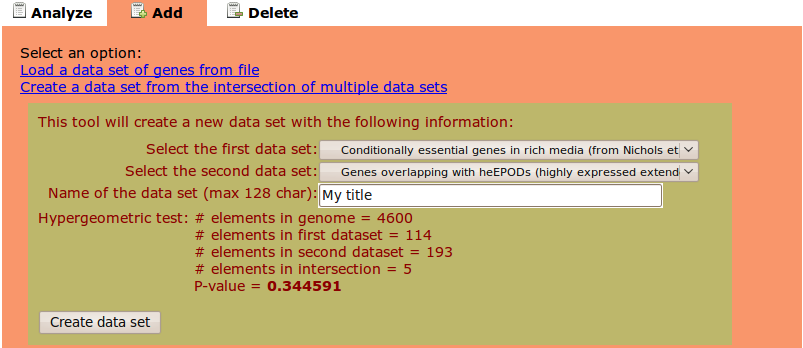 Analyze Add Delete
Select an option:
Load a data set of genes from file
Create a data set from the intersection of multiple data sets
This tool will create a new data set with the following information:
Select the first data set: Conditionally essential genes in rich media (from Nichols et
Select the second data set: Genes overlapping with heEPODs (highly expressed extend
Name of the data set (max 128 char): My title
Hypergeometric test: # elements in genome = 4600
# elements in first dataset = 114
# elements in second dataset = 193
# elements in intersection = 5
P-value = 0.344591
Create data set